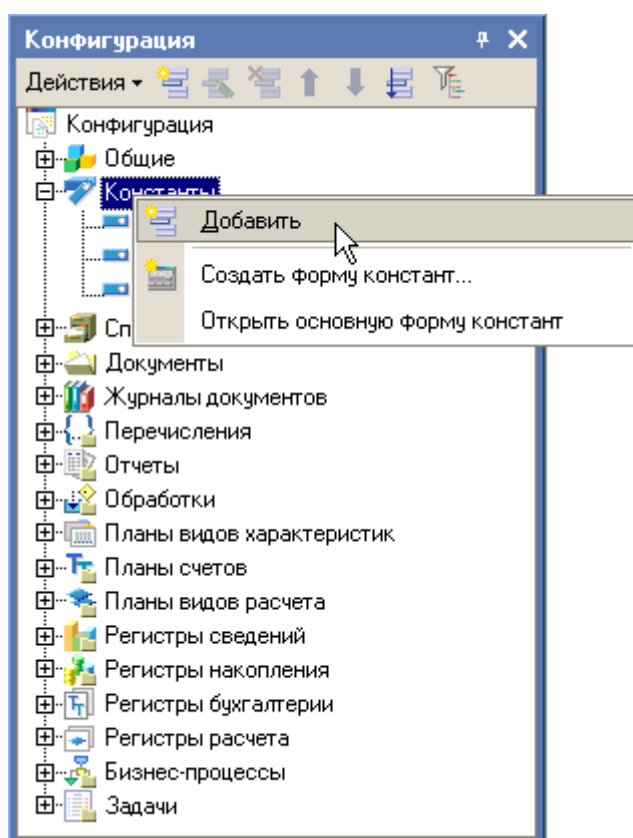 Конфигурация
Действия
Конфигурация
Общие
Константы
Добавить
Создать форму констант...
Открыть основную форму констант
Документы
Журналы документов
Перечисления
Отчеты
Обработки
Планы видов характеристик
Планы счетов
Планы видов расчета
Регистры сведений
Регистры накопления
Регистры бухгалтерии
Регистры расчета
Бизнес-процессы
Задачи